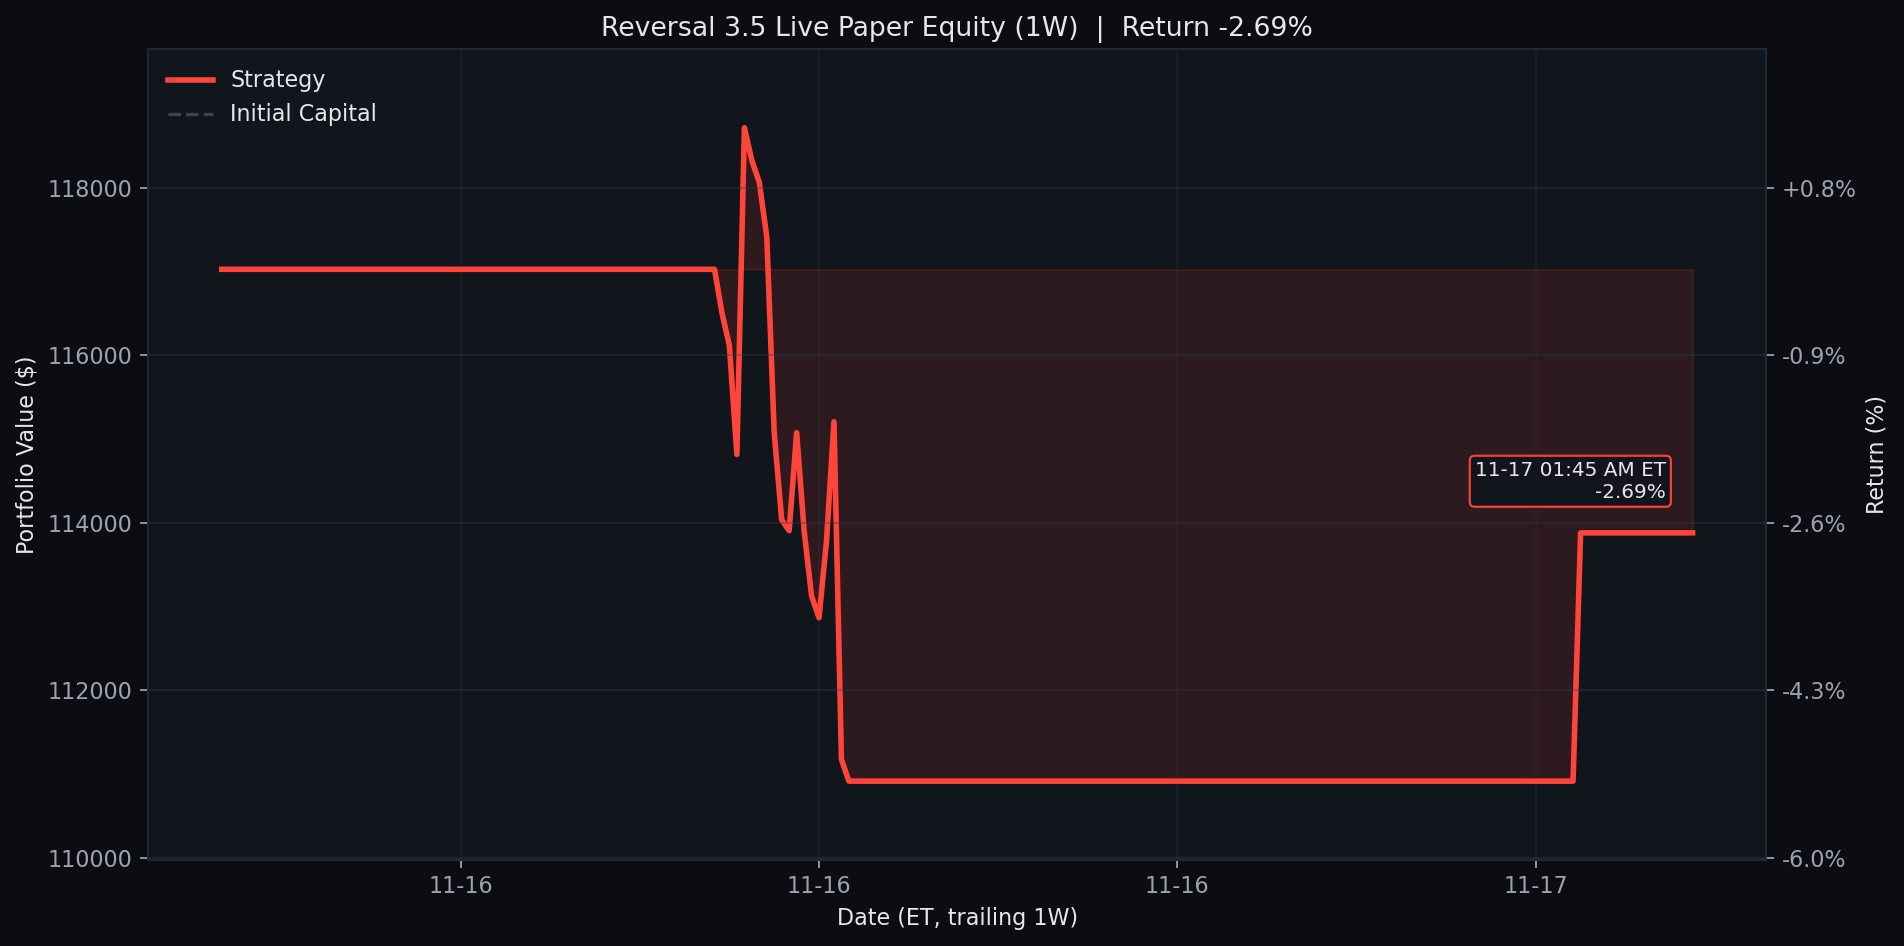 Reversal 3.5 Live Paper Equity (1W)  |  Return -2.69%
Strategy
Initial Capital
Portfolio Value ($)
118000
116000
114000
112000
110000
+0.8%
-0.9%
-2.6%
-4.3%
-6.0%
Return (%)
11-17 01:45 AM ET
-2.69%
11-16
11-16
11-16
11-17
Date (ET, trailing 1W)